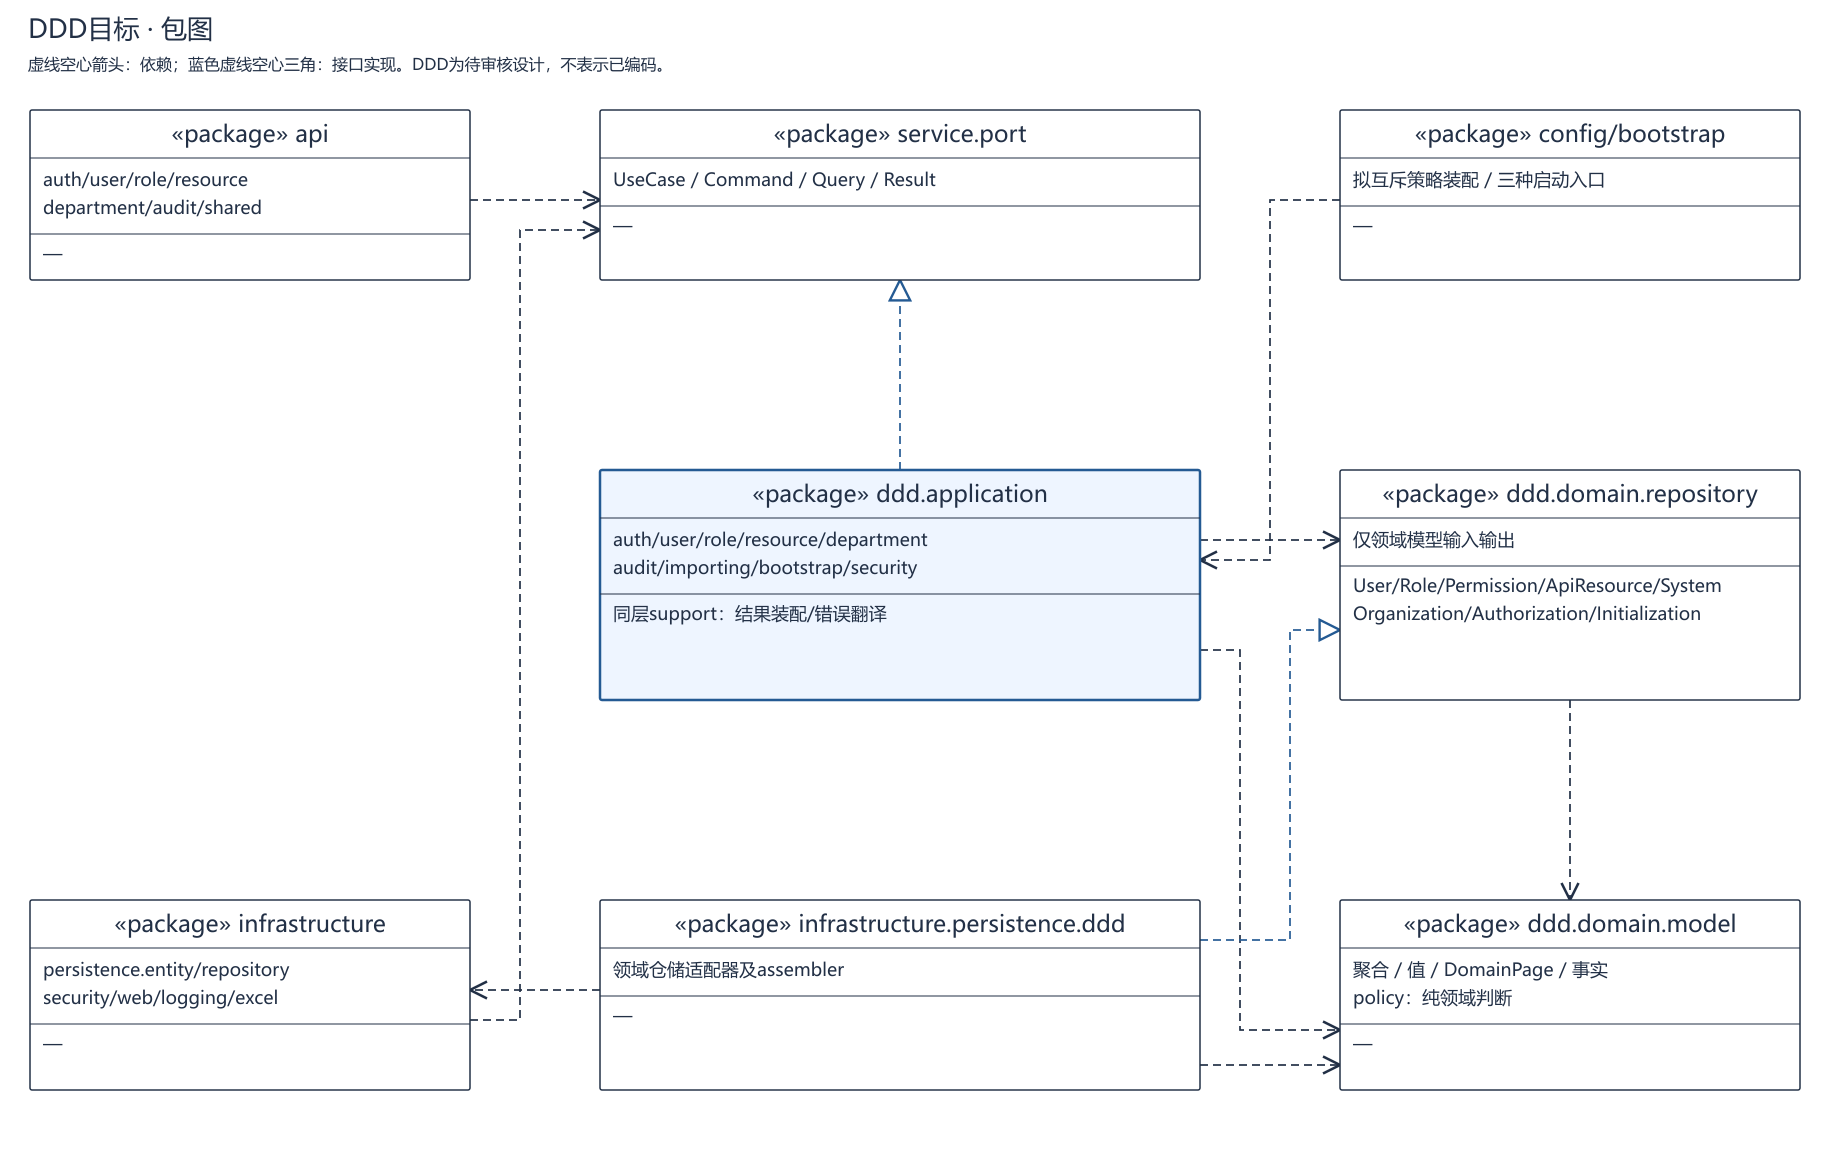 DDD目标 · 包图
虚线空心箭头：依赖；蓝色虚线空心三角：接口实现。DDD为待审核设计，不表示已编码。
«package» api
auth/user/role/resource
department/audit/shared
—
«package» service.port
UseCase / Command / Query / Result
—
«package» config/bootstrap
拟互斥策略装配 / 三种启动入口
—
«package» ddd.application
auth/user/role/resource/department
audit/importing/bootstrap/security
同层support：结果装配/错误翻译
«package» ddd.domain.repository
仅领域模型输入输出
User/Role/Permission/ApiResource/System
Organization/Authorization/Initialization
«package» infrastructure
persistence.entity/repository
security/web/logging/excel
—
«package» infrastructure.persistence.ddd
领域仓储适配器及assembler
—
«package» ddd.domain.model
聚合 / 值 / DomainPage / 事实
policy：纯领域判断
—